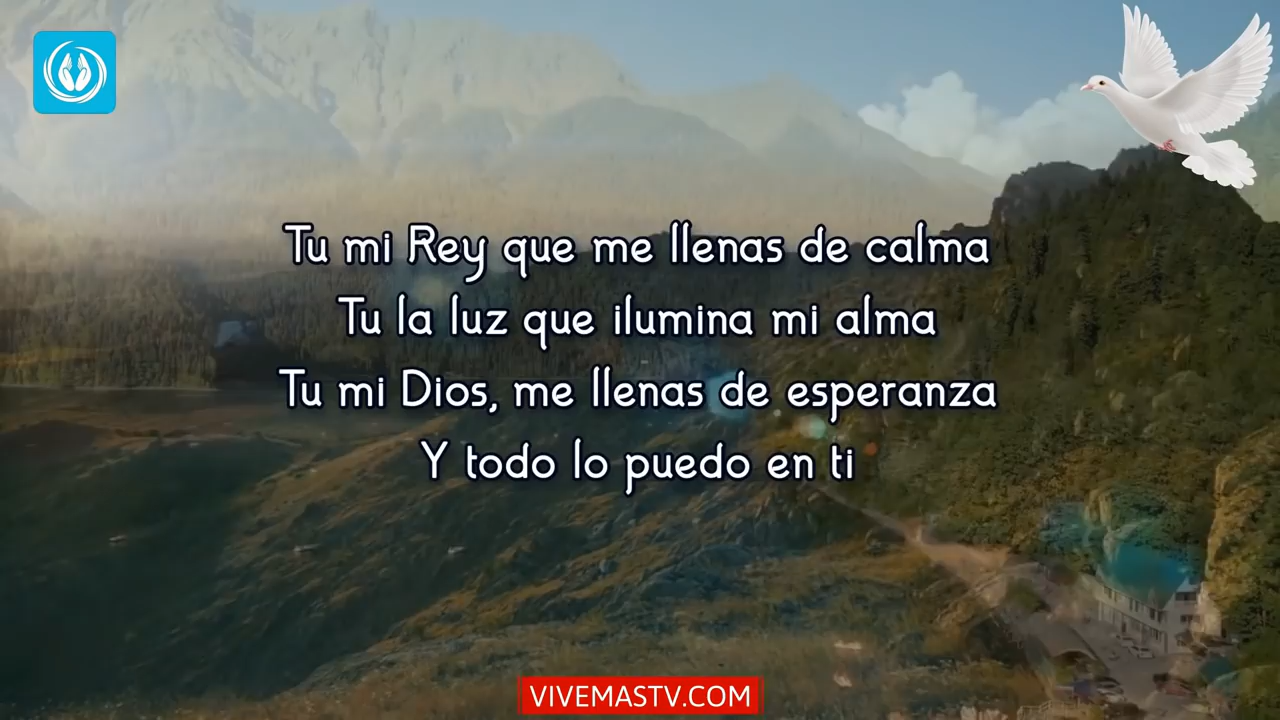 Tu mi Rey que me llenas de calma
Tu la luz que ilumina mi alma
Tu mi Dios, me llenas de esperanza
Y todo lo puedo en ti
VIVEMASTV.COM